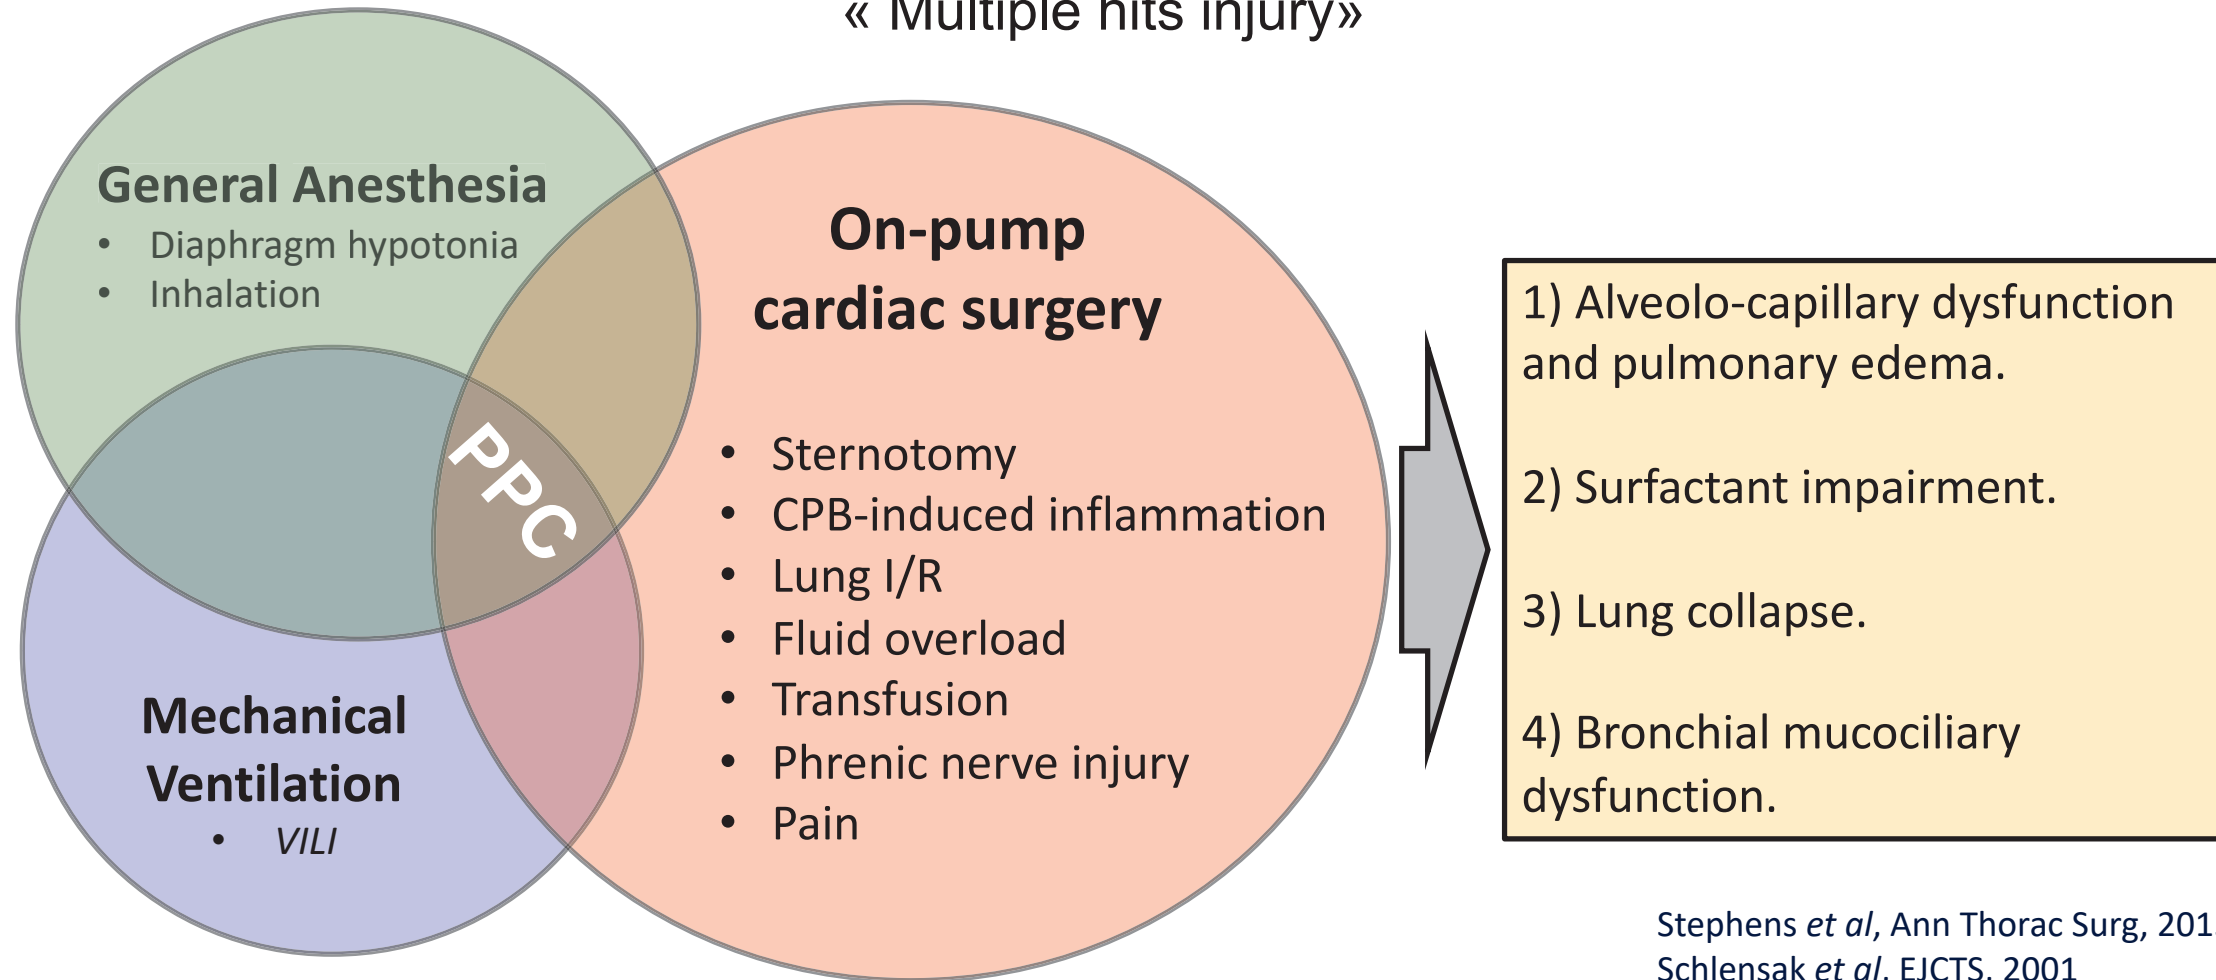 « Multiple hits injury»
General Anesthesia
• Diaphragm hypotonia
• Inhalation
On-pump
cardiac surgery
• Sternotomy
• CPB-induced inflammation
• Lung I/R
• Fluid overload
• Transfusion
• Phrenic nerve injury
• Pain
PPC
Mechanical
Ventilation
• VILI
1) Alveolo-capillary dysfunction
and pulmonary edema.
2) Surfactant impairment.
3) Lung collapse.
4) Bronchial mucociliary
dysfunction.
Stephens et al, Ann Thorac Surg,
Schlensak et al, EJCTS, 2001